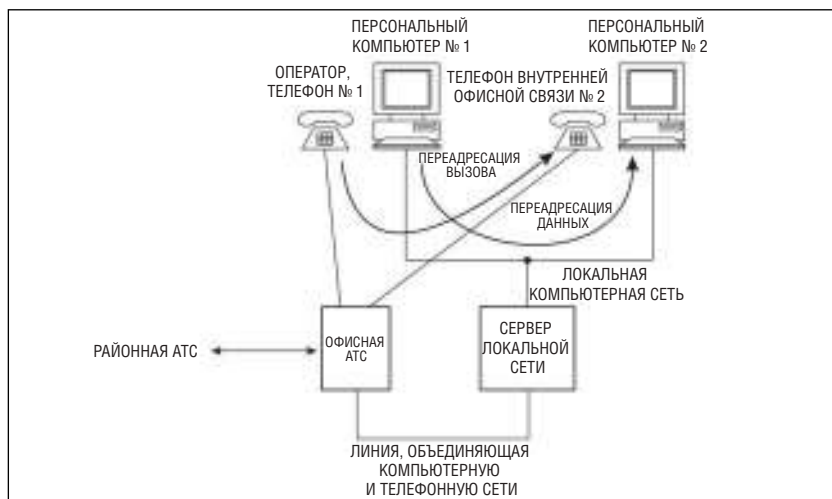 ПЕРСОНАЛЬНЫЙ
КОМПЬЮТЕР № 1
ПЕРСОНАЛЬНЫЙ
КОМПЬЮТЕР № 2
ОПЕРАТОР,
ТЕЛЕФОН № 1
ТЕЛЕФОН ВНУТРЕННЕЙ
ОФИСНОЙ СВЯЗИ № 2
ПЕРЕАДРЕСАЦИЯ
ВЫЗОВА
ПЕРЕАДРЕСАЦИЯ
ДАННЫХ
ЛОКАЛЬНАЯ
КОМПЬЮТЕРНАЯ СЕТЬ
РАЙОННАЯ АТС
ОФИСНАЯ
АТС
СЕРВЕР
ЛОКАЛЬНОЙ
СЕТИ
ЛИНИЯ, ОБЪЕДИНЯЮЩАЯ
КОМПЬЮТЕРНУЮ
И ТЕЛЕФОННУЮ СЕТИ